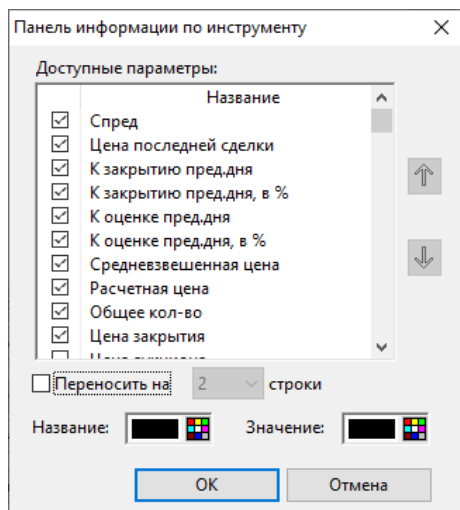 Панель информации по инструменту
Доступные параметры:
Название
Спред
Цена последней сделки
К закрытию пред.дня
К закрытию пред.дня, в %
К оценке пред.дня
К оценке пред.дня, в %
Средневзвешенная цена
Расчетная цена
Общее кол-во
Цена закрытия
Переносить на 2 строки
Название: Значение:
OK Отмена